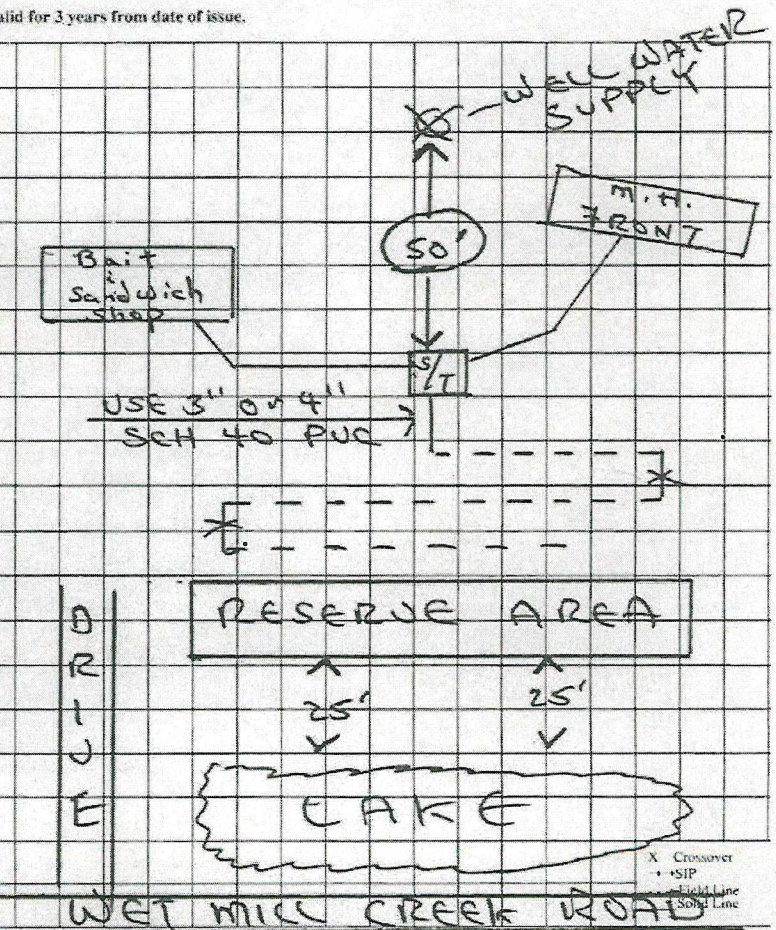 alid for 3 years from date of issue.
WELL WATER
SUPPLY
M.H.
FRONT
50'
Bait
&
Sandwich
Shop
S/T
USE 3" or 4"
SCH 40 PVC
RESERVE AREA
DRIVE
25'
25'
LAKE
X Crossover
SIP
Field Line
Solid Line
WET MILL CREEK ROAD